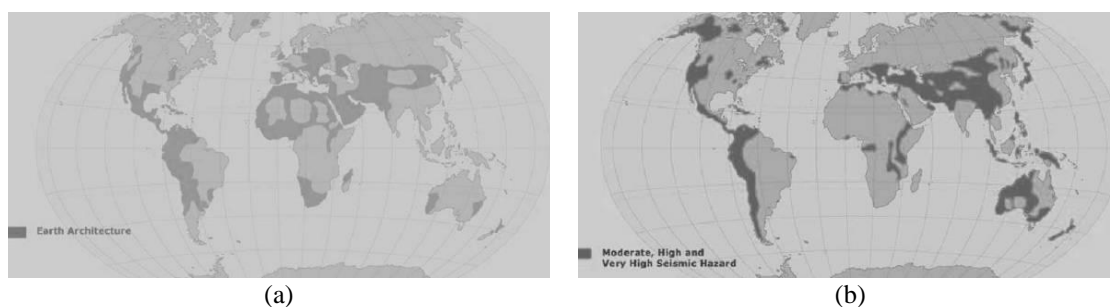 Earth Architecture
Moderate, High and
Very High Seismic Hazard
(a)
(b)